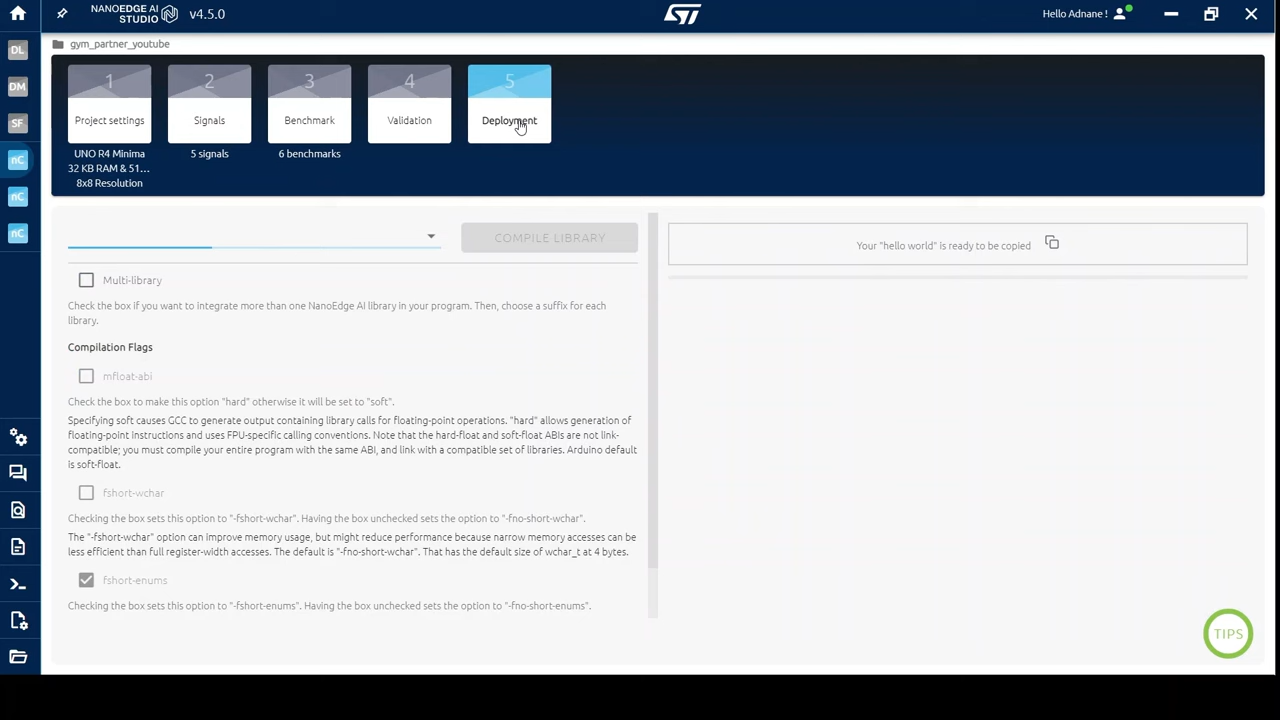 NANOEDGE AI
STUDIO
v4.5.0
ST
Hello Adnane !
DL
gym_partner_youtube
DM
SF
nC
nC
nC
1
2
3
4
5
Project settings
Signals
Benchmark
Validation
Deployment
UNO R4 Minima
5 signals
6 benchmarks
32 KB RAM & 51...
8x8 Resolution
COMPILE LIBRARY
Your "hello world" is ready to be copied
Multi-library
Check the box if you want to integrate more than one NanoEdge AI library in your program. Then, choose a suffix for each
library.
Compilation Flags
mfloat-abi
Check the box to make this option "hard" otherwise it will be set to "soft".
Specifying soft causes GCC to generate output containing library calls for floating-point operations. "hard" allows generation of
floating-point instructions and uses FPU-specific calling conventions. Note that the hard-float and soft-float ABIs are not link-
compatible; you must compile your entire program with the same ABI, and link with a compatible set of libraries. Arduino default
is soft-float.
fshort-wchar
Checking the box sets this option to "-fshort-wchar". Having the box unchecked sets the option to "-fno-short-wchar".
The "-fshort-wchar" option can improve memory usage, but might reduce performance because narrow memory accesses can be
less efficient than full register-width accesses. The default is "-fno-short-wchar". That has the default size of wchar_t at 4 bytes.
fshort-enums
Checking the box sets this option to "-fshort-enums". Having the box unchecked sets the option to "-fno-short-enums".
TIPS